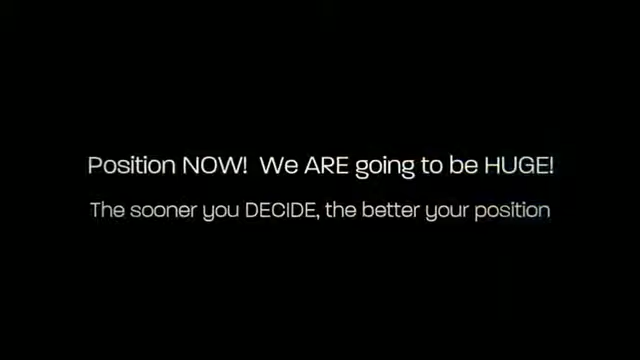 Position NOW!  We ARE going to be HUGE!
The sooner you DECIDE, the better your position